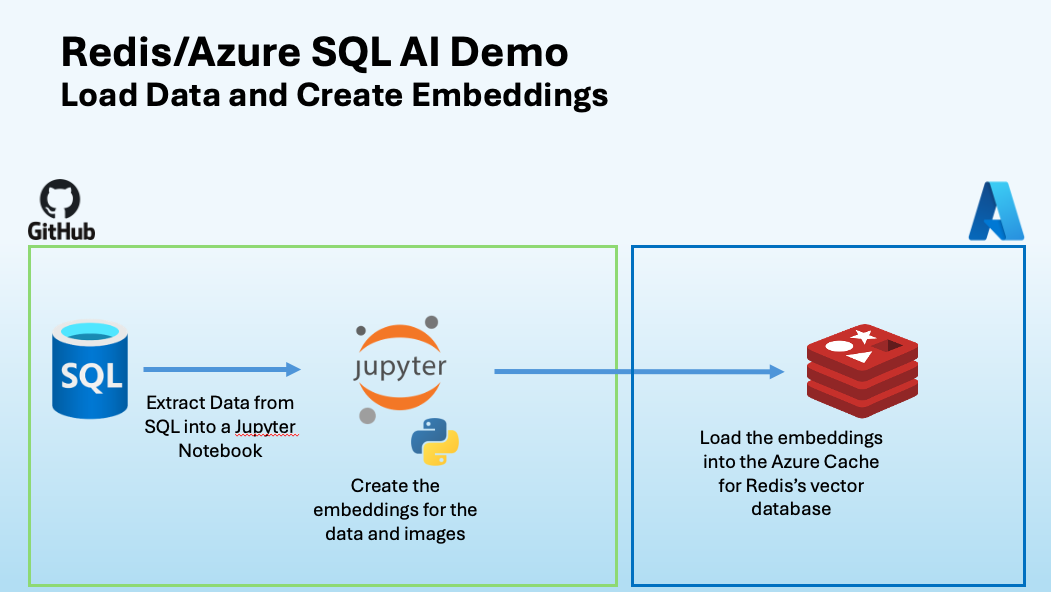 Redis/Azure SQL AI Demo
Load Data and Create Embeddings
GitHub
SQL
Extract Data from
SQL into a Jupyter
Notebook
jupyter
Create the
embeddings for the
data and images
Load the embeddings
into the Azure Cache
for Redis’s vector
database